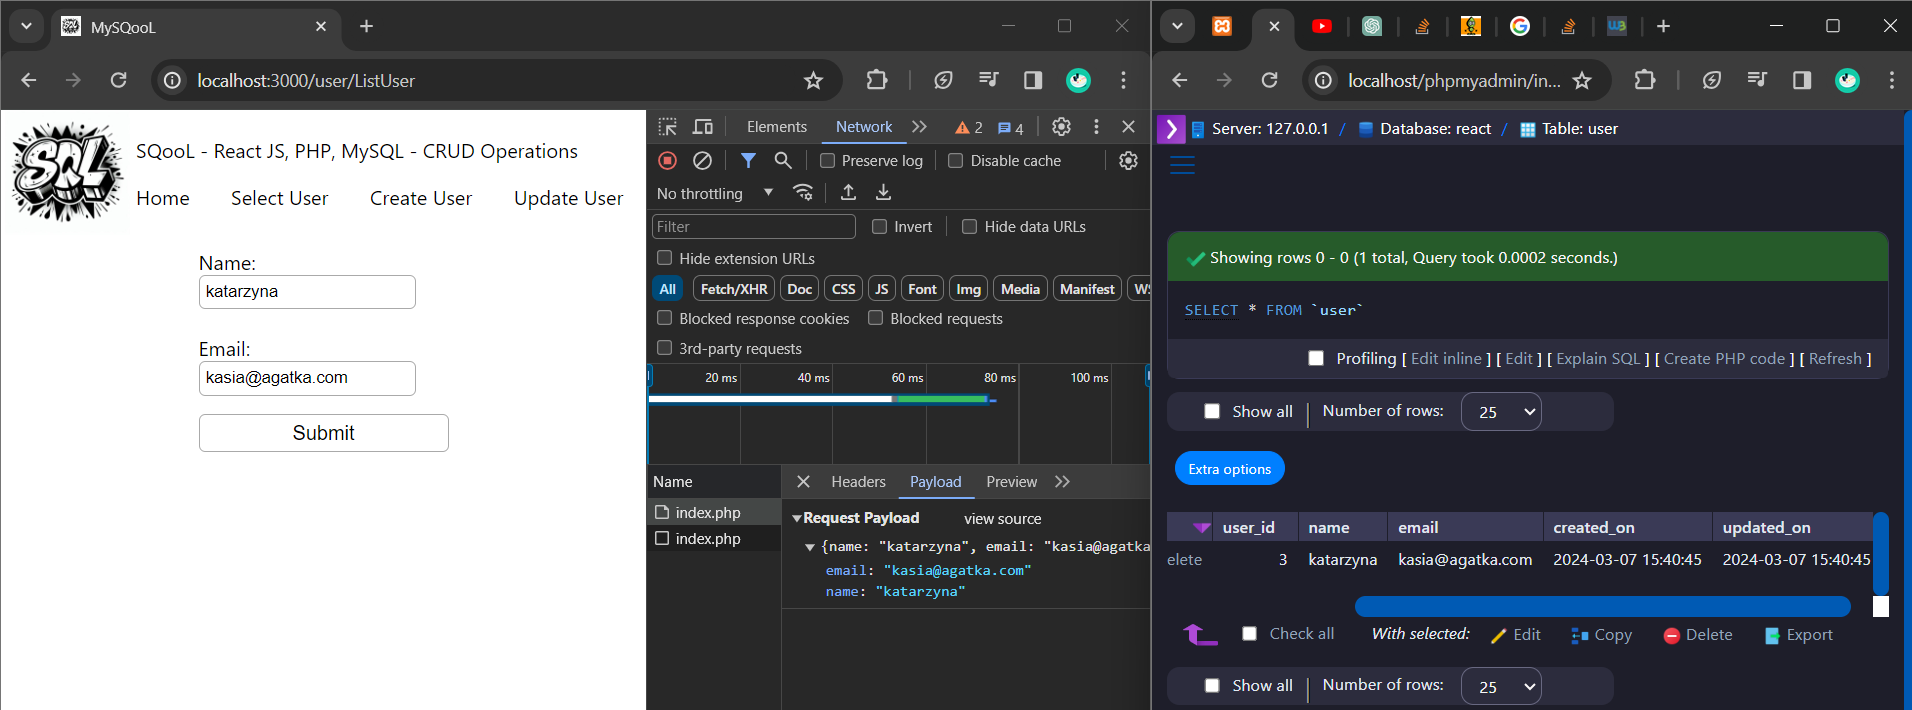 MySQooL
localhost:3000/user/ListUser
SQL
SQooL - React JS, PHP, MySQL - CRUD Operations
Home Select User Create User Update User
Name:
katarzyna
Email:
kasia@agatka.com
Submit
Elements Network 2 4
Preserve log Disable cache
No throttling
Filter Invert Hide data URLs
Hide extension URLs
All Fetch/XHR Doc CSS JS Font Img Media Manifest WS
Blocked response cookies Blocked requests
3rd-party requests
20 ms 40 ms 60 ms 80 ms 100 ms
Name
index.php
index.php
Headers Payload Preview
Request Payload view source
{name: "katarzyna", email: "kasia@agatka
email: "kasia@agatka.com"
name: "katarzyna"
localhost/phpmyadmin/in...
Server: 127.0.0.1 / Database: react / Table: user
Showing rows 0 - 0 (1 total, Query took 0.0002 seconds.)
SELECT * FROM `user`
Profiling [ Edit inline ] [ Edit ] [ Explain SQL ] [ Create PHP code ] [ Refresh ]
Show all Number of rows: 25
Extra options
user_id name email created_on updated_on
elete 3 katarzyna kasia@agatka.com 2024-03-07 15:40:45 2024-03-07 15:40:45
Check all With selected: Edit Copy Delete Export
Show all Number of rows: 25